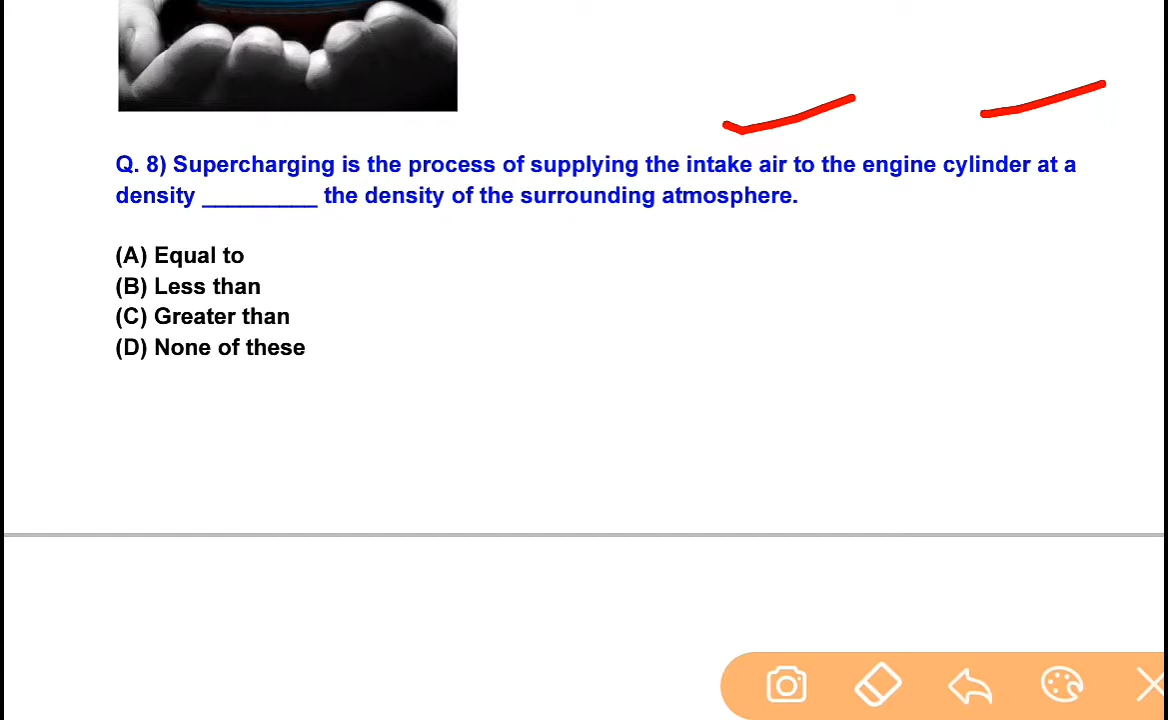 Q. 8) Supercharging is the process of supplying the intake air to the engine cylinder at a
density _________ the density of the surrounding atmosphere.
(A) Equal to
(B) Less than
(C) Greater than
(D) None of these